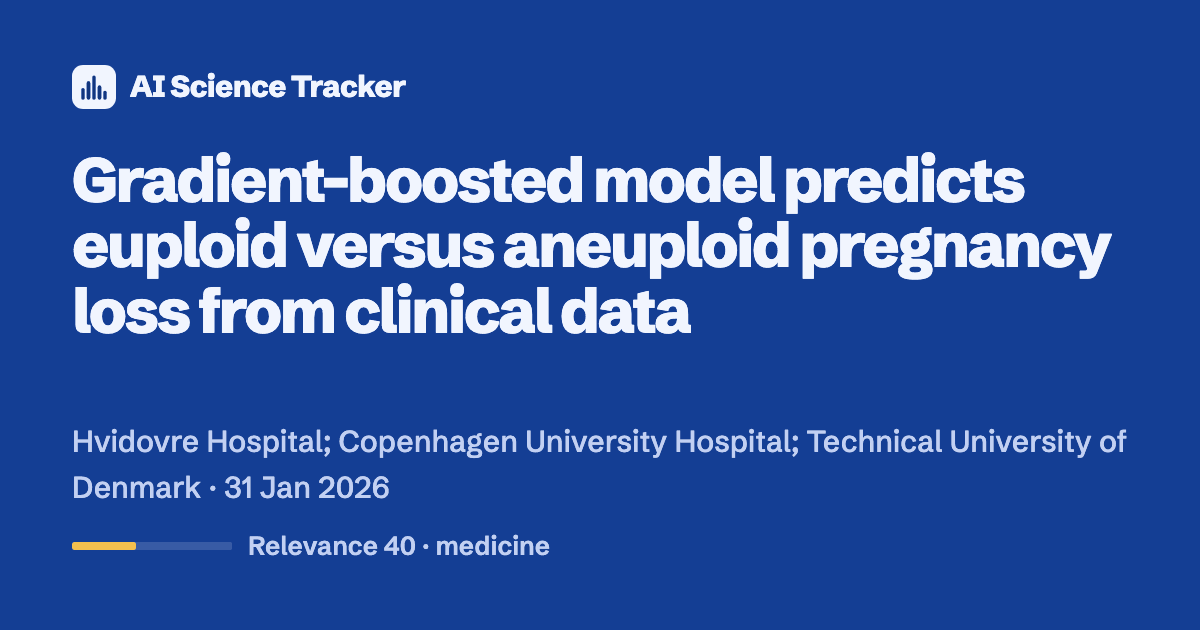 AI Science Tracker
Gradient-boosted model predicts
euploid versus aneuploid pregnancy
loss from clinical data
Hvidovre Hospital; Copenhagen University Hospital; Technical University of
Denmark · 31 Jan 2026
Relevance 40 · medicine